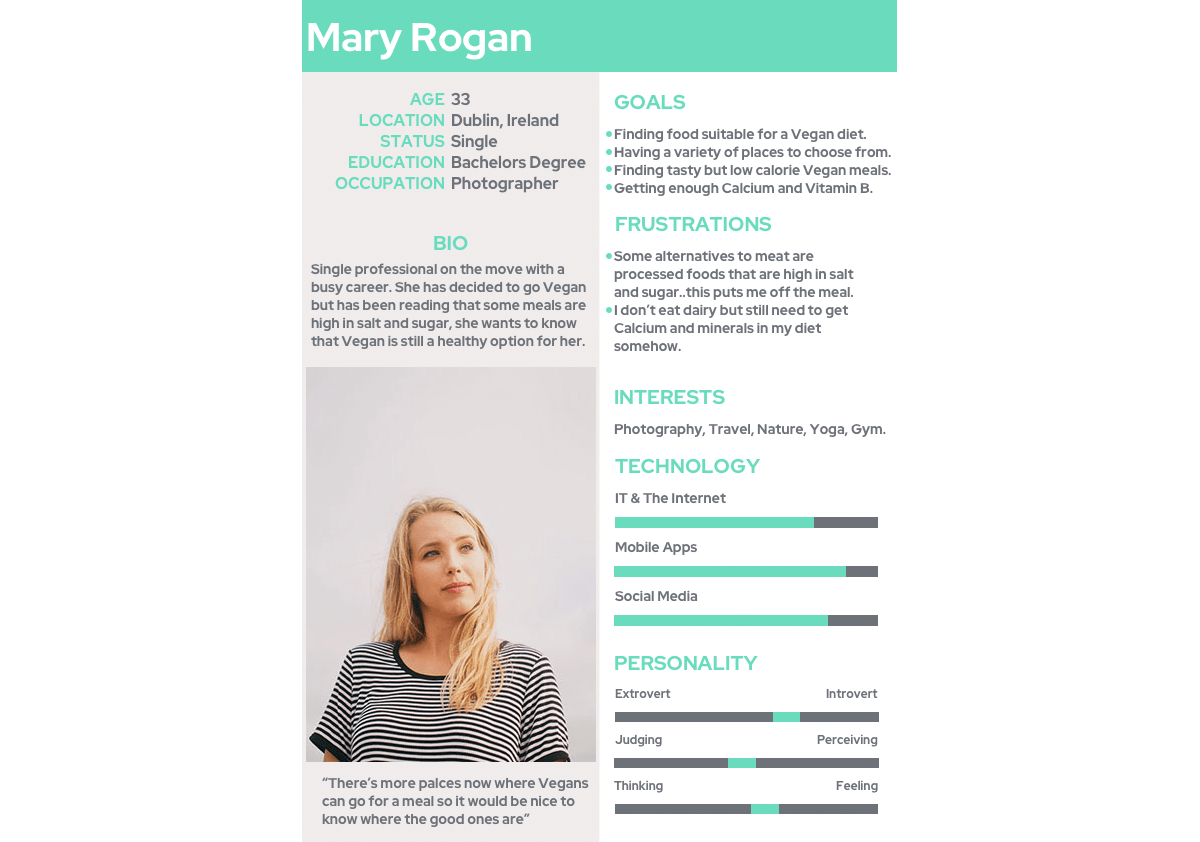 Mary Rogan
AGE 33
LOCATION Dublin, Ireland
STATUS Single
EDUCATION Bachelors Degree
OCCUPATION Photographer
BIO
Single professional on the move with a
busy career. She has decided to go Vegan
but has been reading that some meals are
high in salt and sugar, she wants to know
that Vegan is still a healthy option for her.
“There’s more palces now where Vegans
can go for a meal so it would be nice to
know where the good ones are”
GOALS
Finding food suitable for a Vegan diet.
Having a variety of places to choose from.
Finding tasty but low calorie Vegan meals.
Getting enough Calcium and Vitamin B.
FRUSTRATIONS
Some alternatives to meat are
processed foods that are high in salt
and sugar..this puts me off the meal.
I don’t eat dairy but still need to get
Calcium and minerals in my diet
somehow.
INTERESTS
Photography, Travel, Nature, Yoga, Gym.
TECHNOLOGY
IT & The Internet
Mobile Apps
Social Media
PERSONALITY
Extrovert Introvert
Judging Perceiving
Thinking Feeling